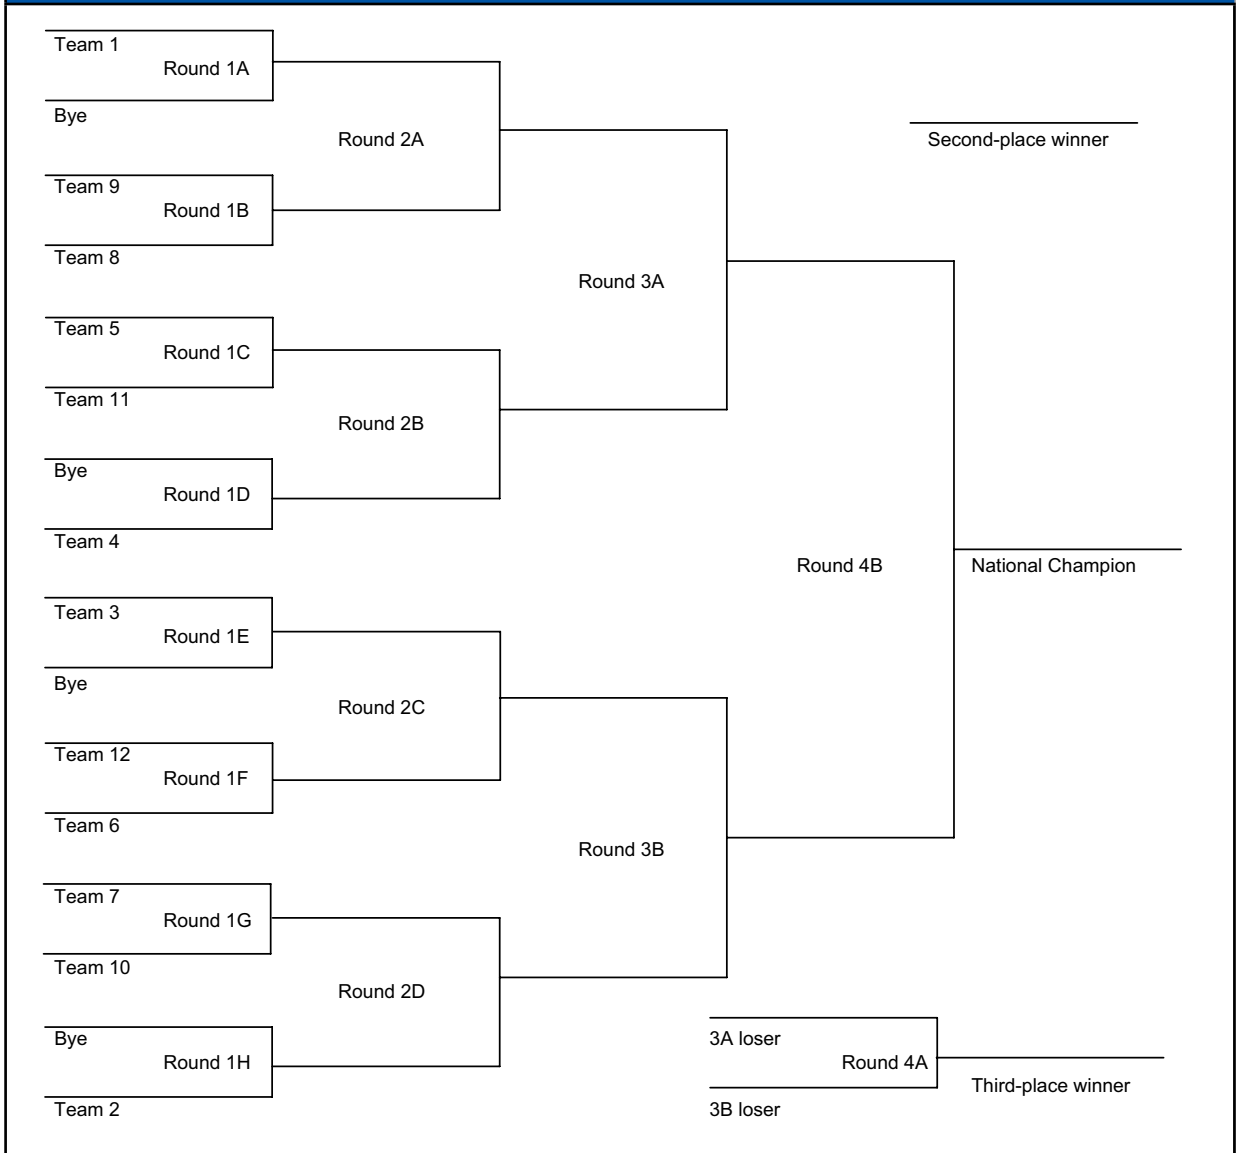 Team 1
Round 1A
Bye
Round 2A
Second-place winner
Team 9
Round 1B
Team 8
Round 3A
Team 5
Round 1C
Team 11
Round 2B
Bye
Round 1D
Team 4
Round 4B
National Champion
Team 3
Round 1E
Bye
Round 2C
Team 12
Round 1F
Team 6
Round 3B
Team 7
Round 1G
Team 10
Round 2D
Bye
3A loser
Round 1H
Round 4A
Third-place winner
Team 2
3B loser